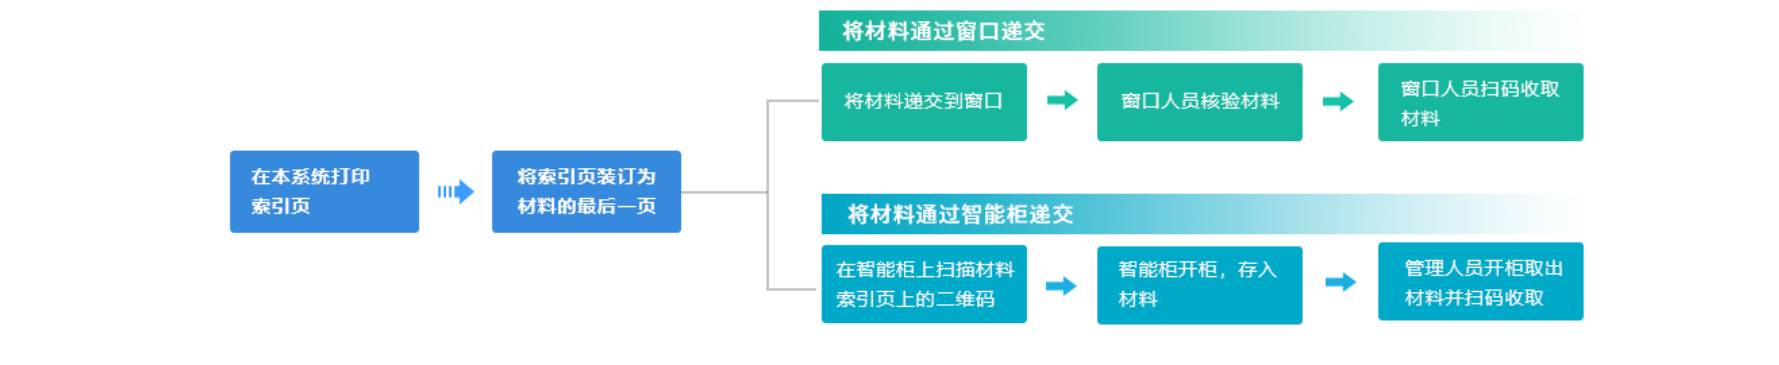 在本系统打印
索引页
将索引页装订为
材料的最后一页
将材料通过窗口递交
将材料递交到窗口
窗口人员核验材料
窗口人员扫码收取
材料
将材料通过智能柜递交
在智能柜上扫描材料
索引页上的二维码
智能柜开柜，存入
材料
管理人员开柜取出
材料并扫码收取